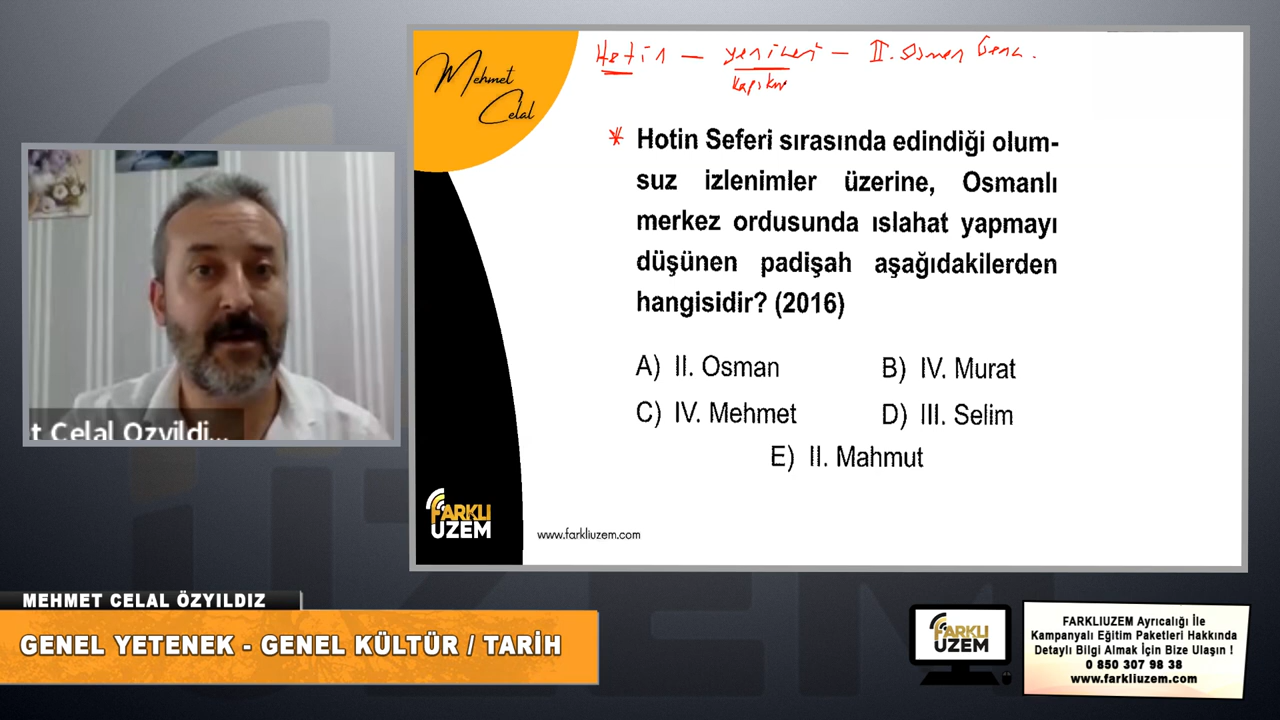 Hotin — Yeniçeri — II. Osman Genç.
Kapıkulu
Mehmet
Celal
* Hotin Seferi sırasında edindiği olum-
suz izlenimler üzerine, Osmanlı
merkez ordusunda ıslahat yapmayı
düşünen padişah aşağıdakilerden
hangisidir? (2016)
A) II. Osman
B) IV. Murat
C) IV. Mehmet
D) III. Selim
E) II. Mahmut
FARKLI
UZEM
www.farkliuzem.com
t Celal Ozyildi...
MEHMET CELAL ÖZYILDIZ
GENEL YETENEK - GENEL KÜLTÜR / TARİH
FARKLI
UZEM
FARKLIUZEM Ayrıcalığı İle
Kampanyalı Eğitim Paketleri Hakkında
Detaylı Bilgi Almak İçin Bize Ulaşın !
0 850 307 98 38
www.farkliuzem.com